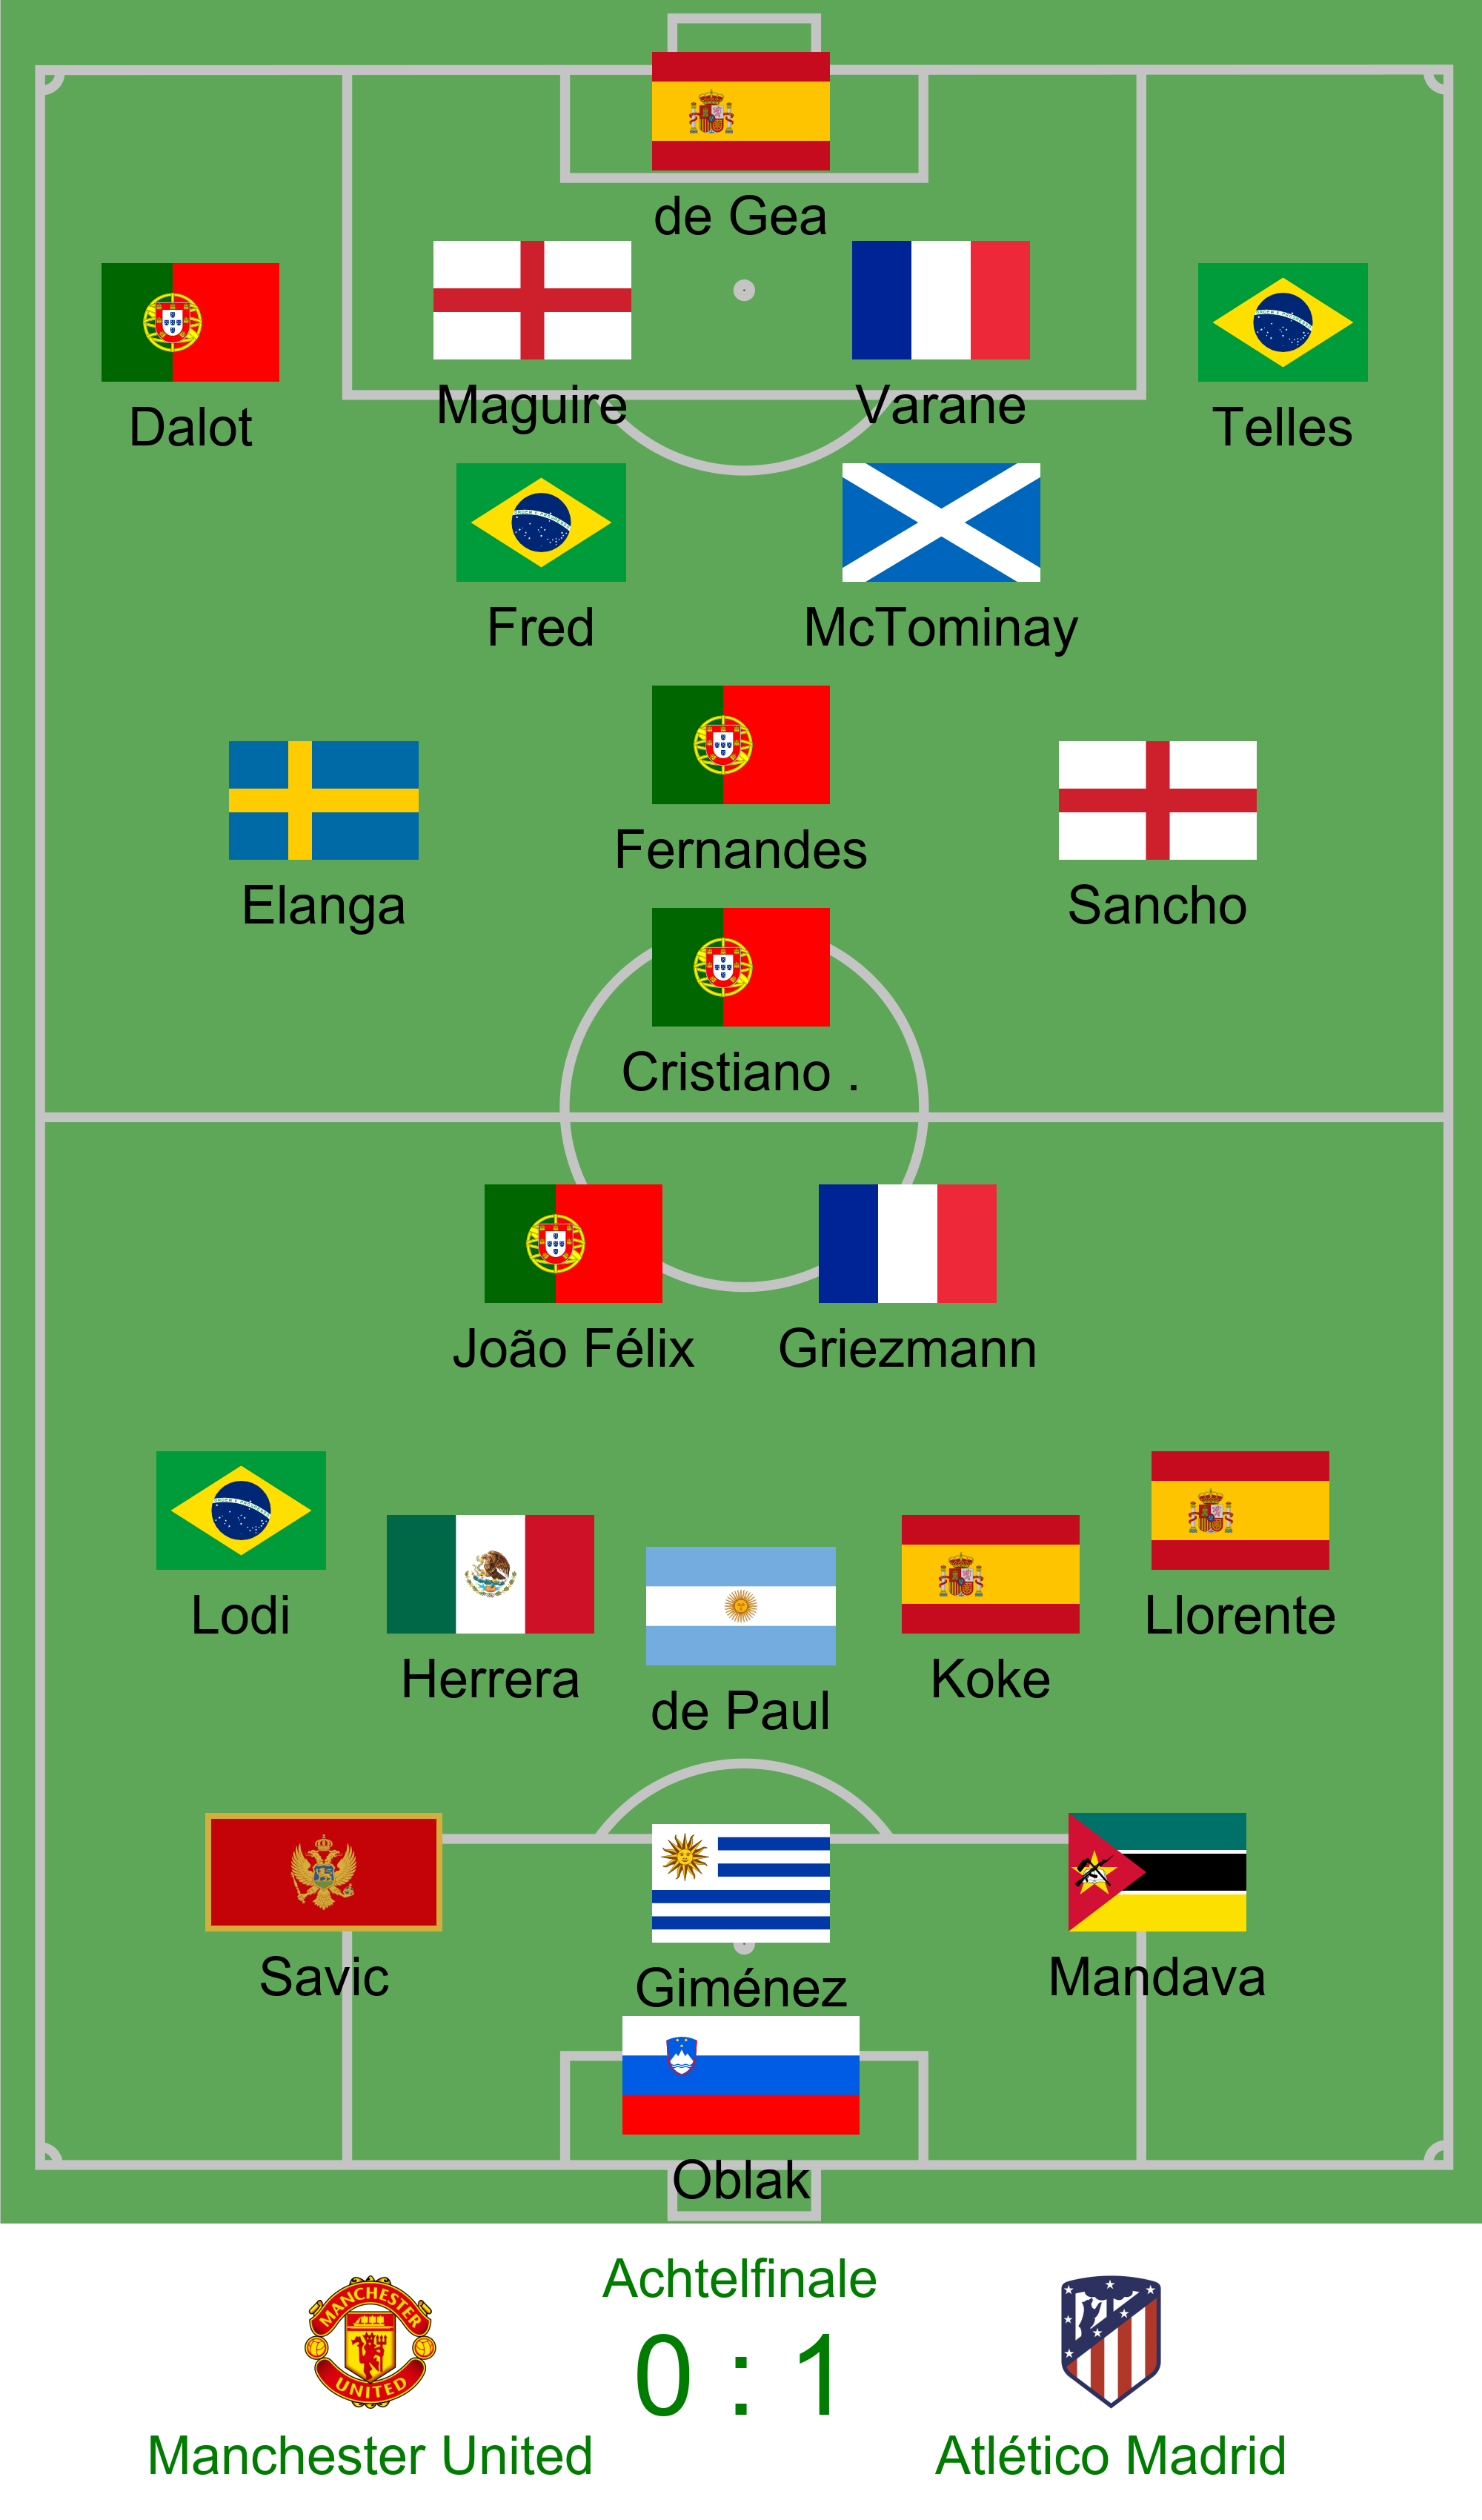 de Gea
Maguire
Varane
Dalot
Telles
Fred
McTominay
Fernandes
Elanga
Sancho
Cristiano .
João Félix
Griezmann
Lodi
Llorente
Herrera
Koke
de Paul
Savic
Giménez
Mandava
Oblak
Achtelfinale
MANCHESTER
UNITED
0 : 1
Manchester United
Atlético Madrid